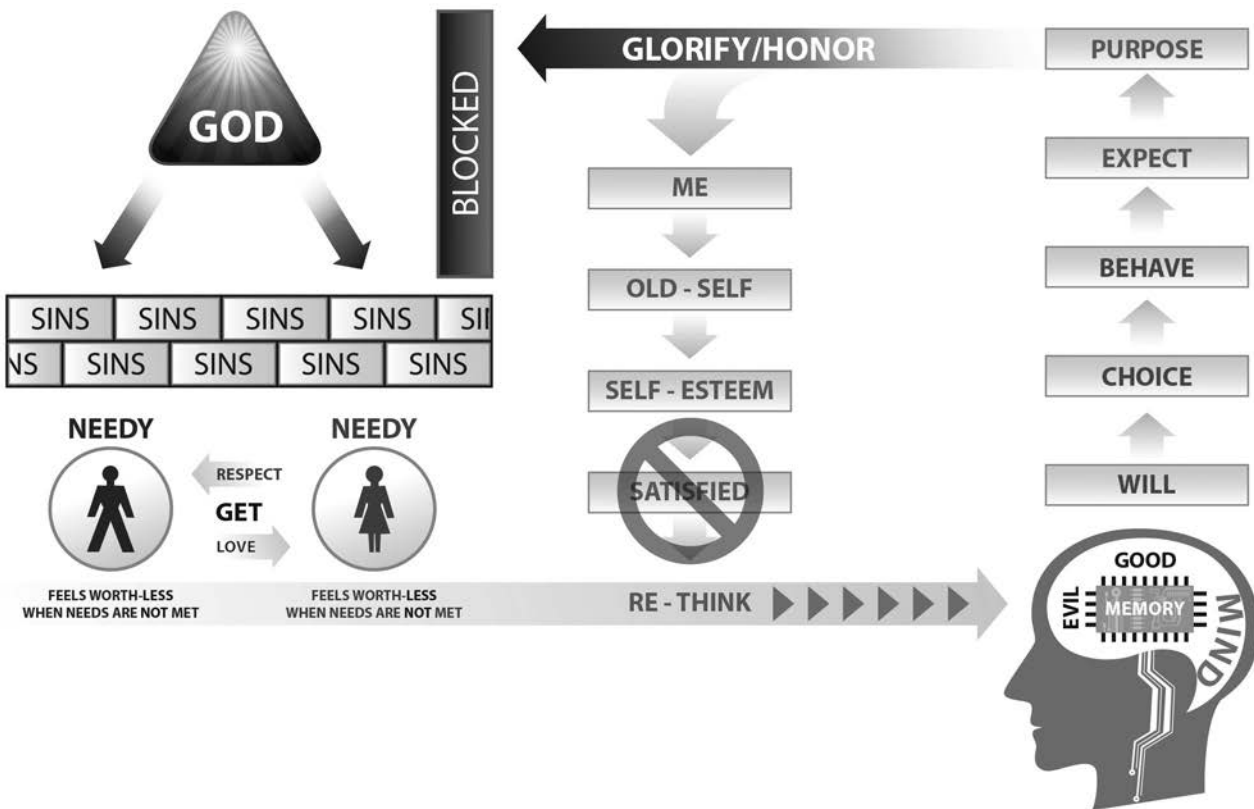 GOD
BLOCKED
GLORIFY/HONOR
PURPOSE
EXPECT
BEHAVE
CHOICE
WILL
ME
OLD - SELF
SELF - ESTEEM
SATISFIED
SINS SINS SINS SINS SI
NS SINS SINS SINS SINS
NEEDY
NEEDY
RESPECT
GET
LOVE
FEELS WORTH-LESS
WHEN NEEDS ARE NOT MET
FEELS WORTH-LESS
WHEN NEEDS ARE NOT MET
RE - THINK
GOOD
EVIL
MEMORY
MIND